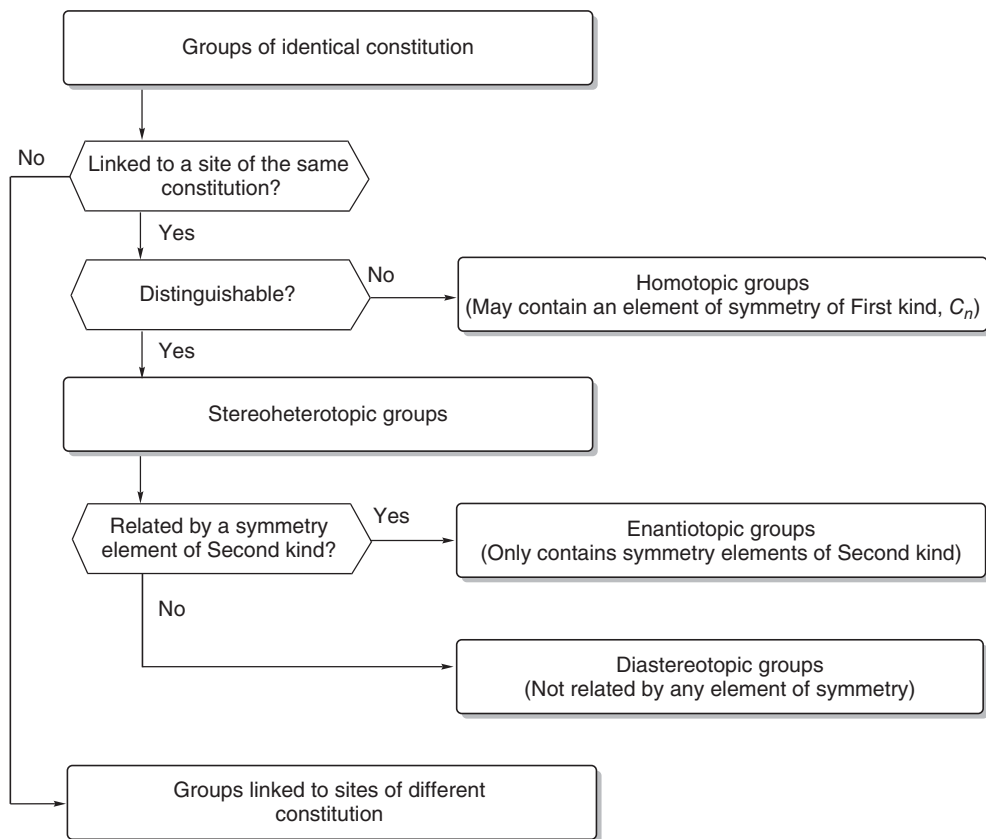 Groups of identical constitution
No
Linked to a site of the same
constitution?
Yes
Distinguishable?
No
Homotopic groups
(May contain an element of symmetry of First kind, Cn)
Yes
Stereoheterotopic groups
Related by a symmetry
element of Second kind?
Yes
Enantiotopic groups
(Only contains symmetry elements of Second kind)
No
Diastereotopic groups
(Not related by any element of symmetry)
Groups linked to sites of different
constitution